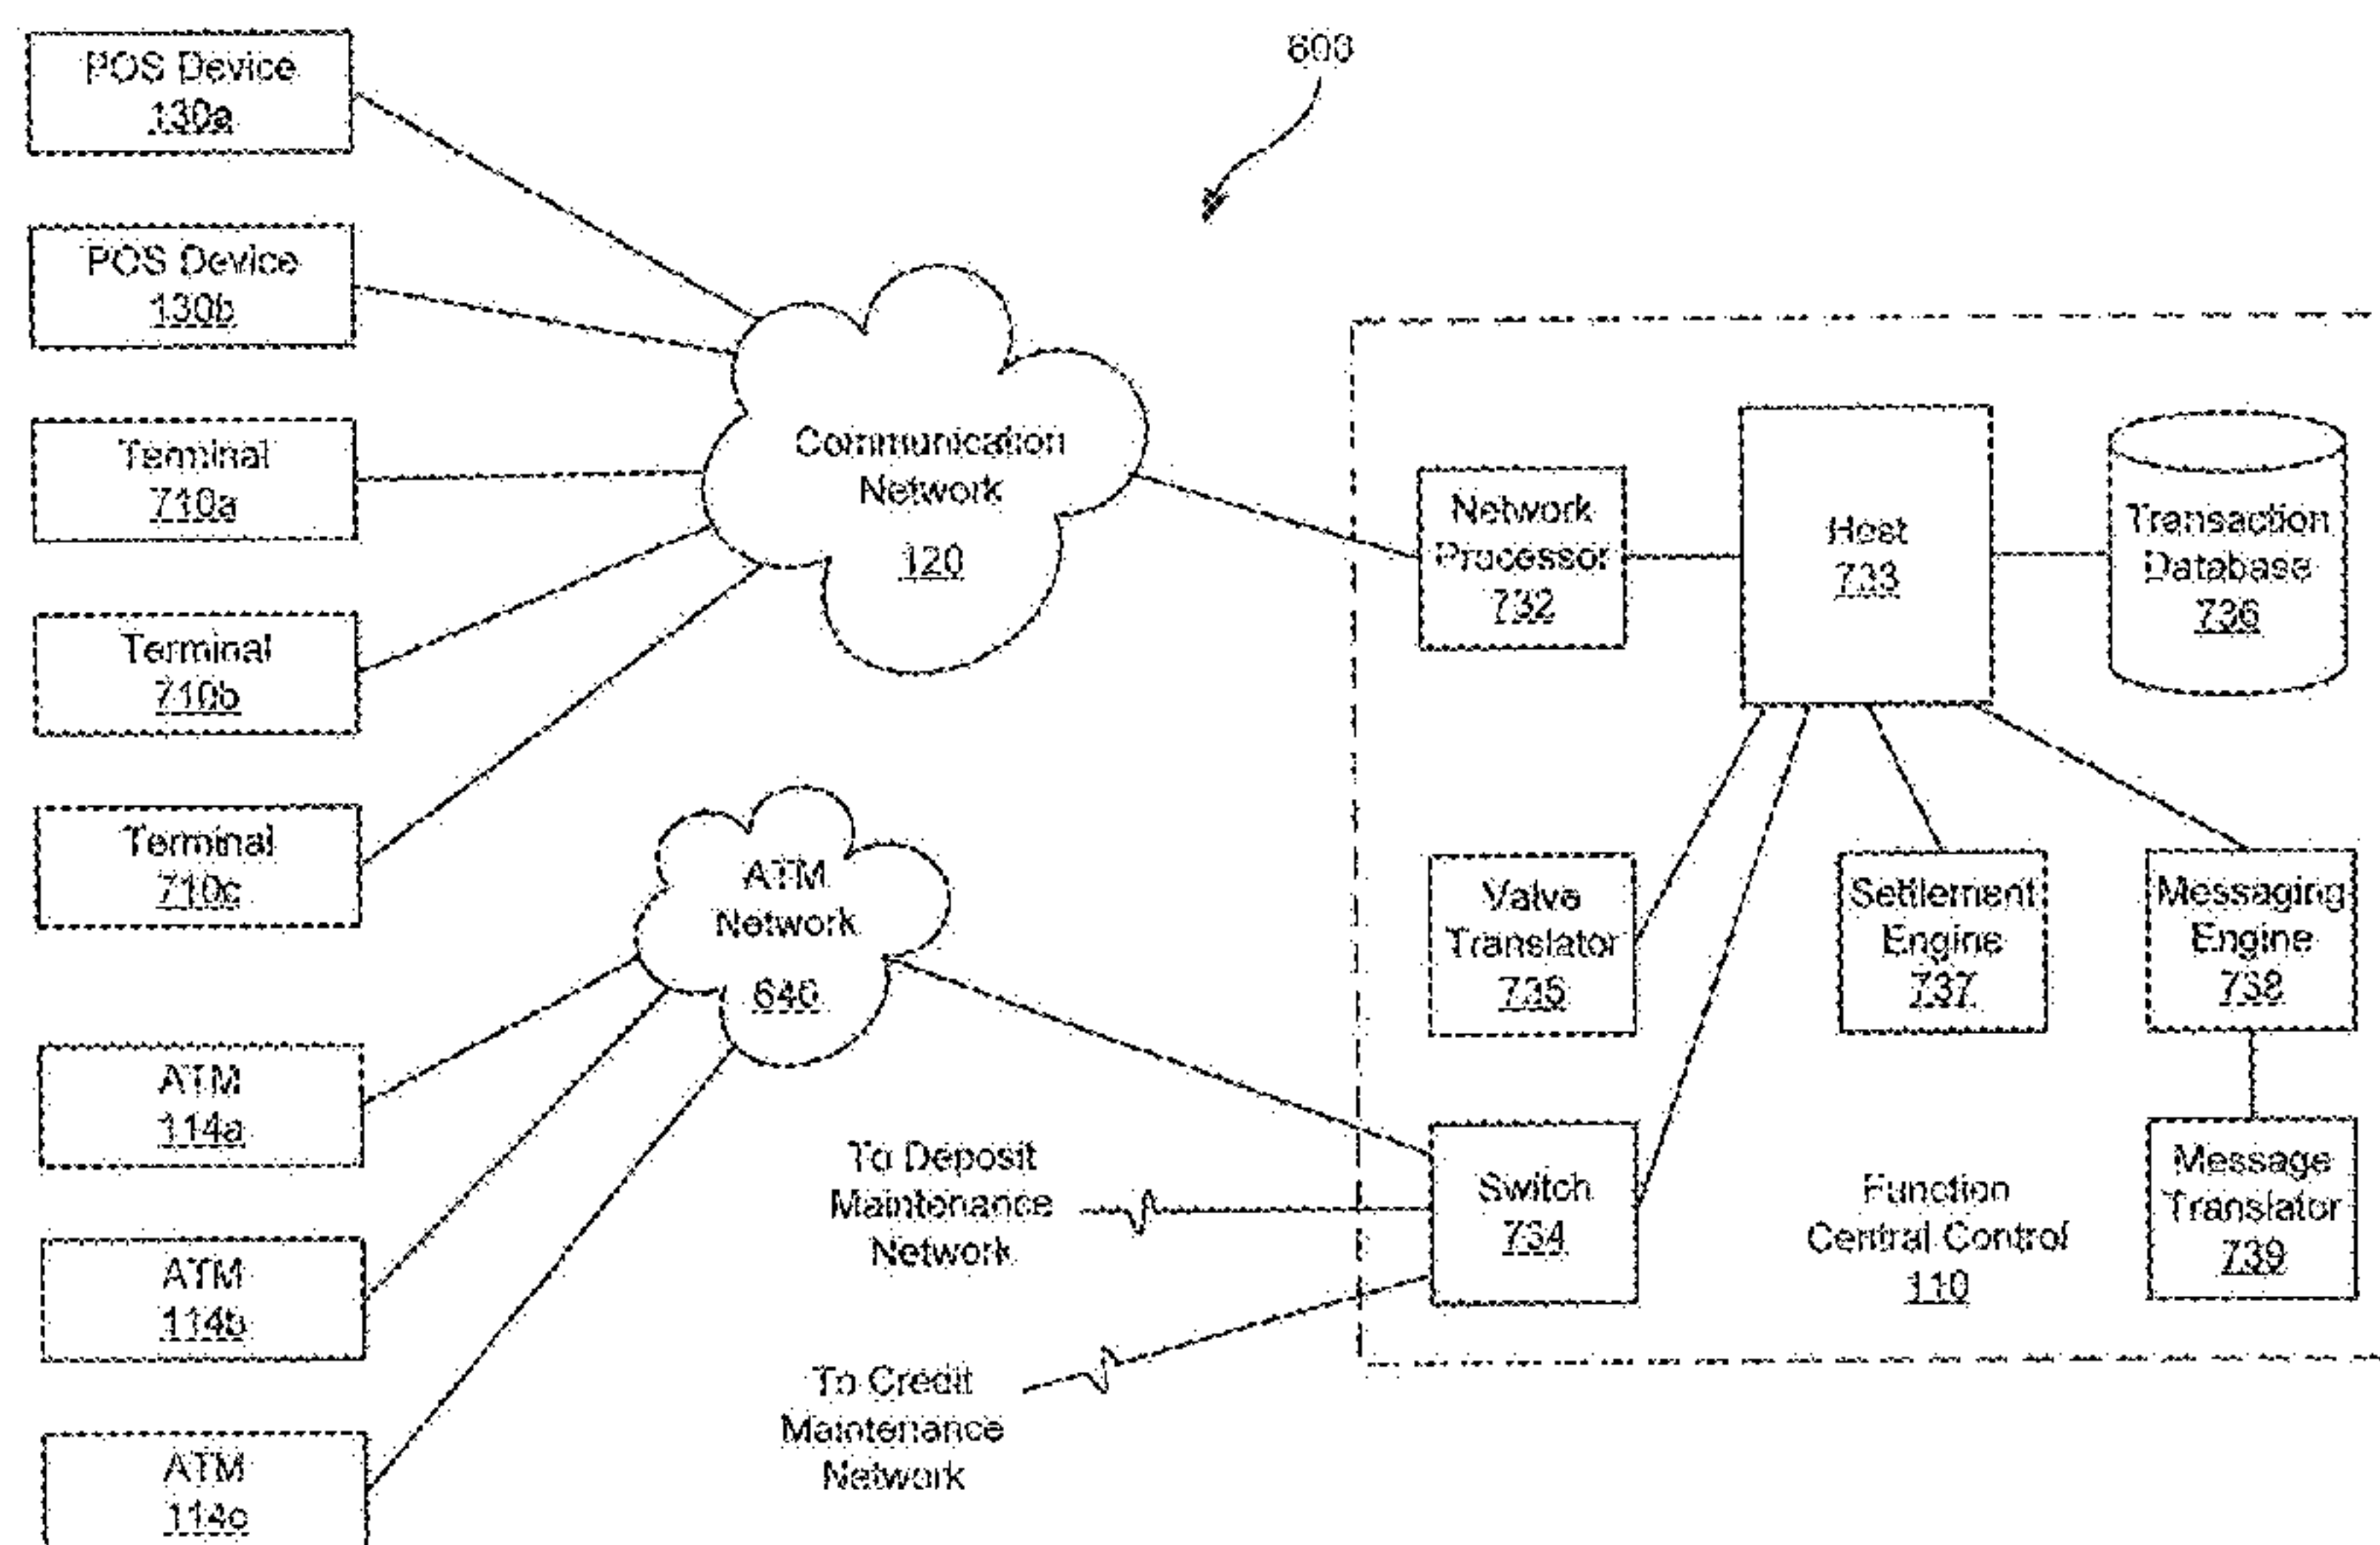 600
POS Device
130a
POS Device
130b
Terminal
710a
Terminal
710b
Terminal
710c
Communication
Network
120
Network
Processor
732
Host
733
Transaction
Database
736
ATM
Network
640
Valve
Translator
735
Settlement
Engine
737
Messaging
Engine
738
ATM
114a
ATM
114b
ATM
114c
To Deposit
Maintenance
Network
To Credit
Maintenance
Network
Switch
734
Function
Central Control
110
Message
Translator
739